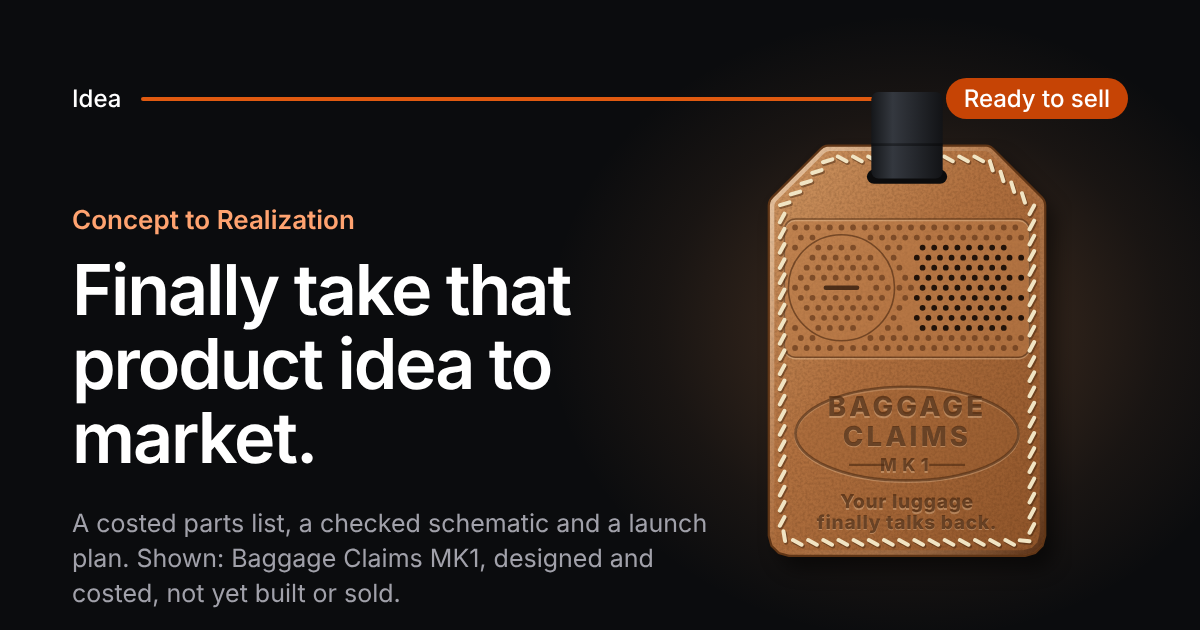 Idea
Ready to sell
Concept to Realization
Finally take that
product idea to
market.
A costed parts list, a checked schematic and a launch
plan. Shown: Baggage Claims MK1, designed and
costed, not yet built or sold.
BAGGAGE
CLAIMS
MK1
Your luggage
finally talks back.